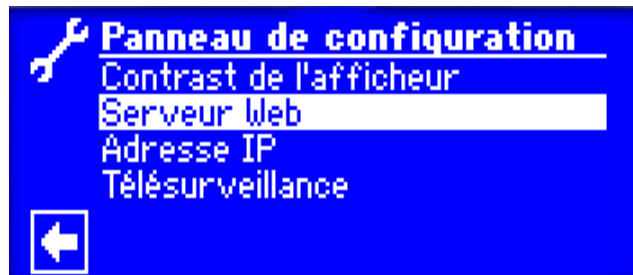 Panneau de configuration
Contrast de l'afficheur
Serveur Web
Adresse IP
Télésurveillance